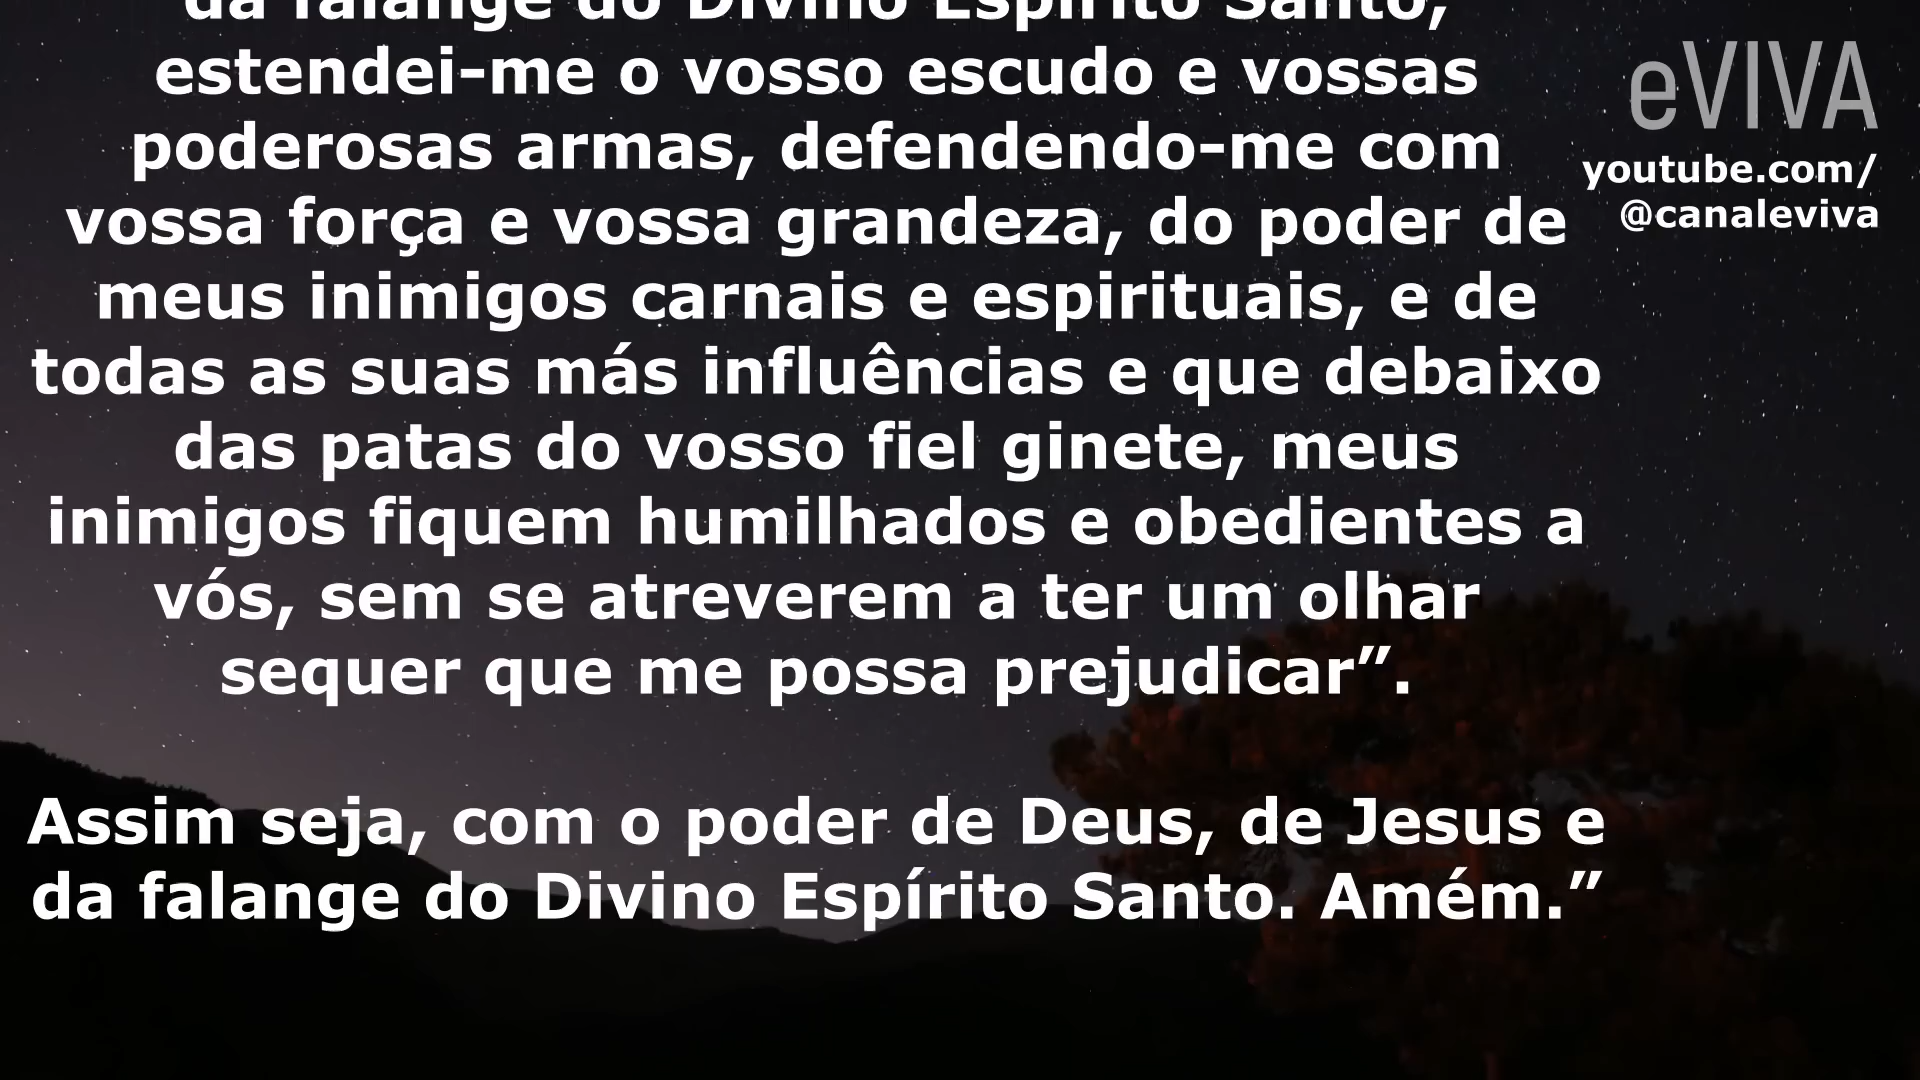 da falange do Divino Espírito Santo,
estendei-me o vosso escudo e vossas
poderosas armas, defendendo-me com
vossa força e vossa grandeza, do poder de
meus inimigos carnais e espirituais, e de
todas as suas más influências e que debaixo
das patas do vosso fiel ginete, meus
inimigos fiquem humilhados e obedientes a
vós, sem se atreverem a ter um olhar
sequer que me possa prejudicar”.
Assim seja, com o poder de Deus, de Jesus e
da falange do Divino Espírito Santo. Amém.”
eVIVA
youtube.com/
@canaleviva